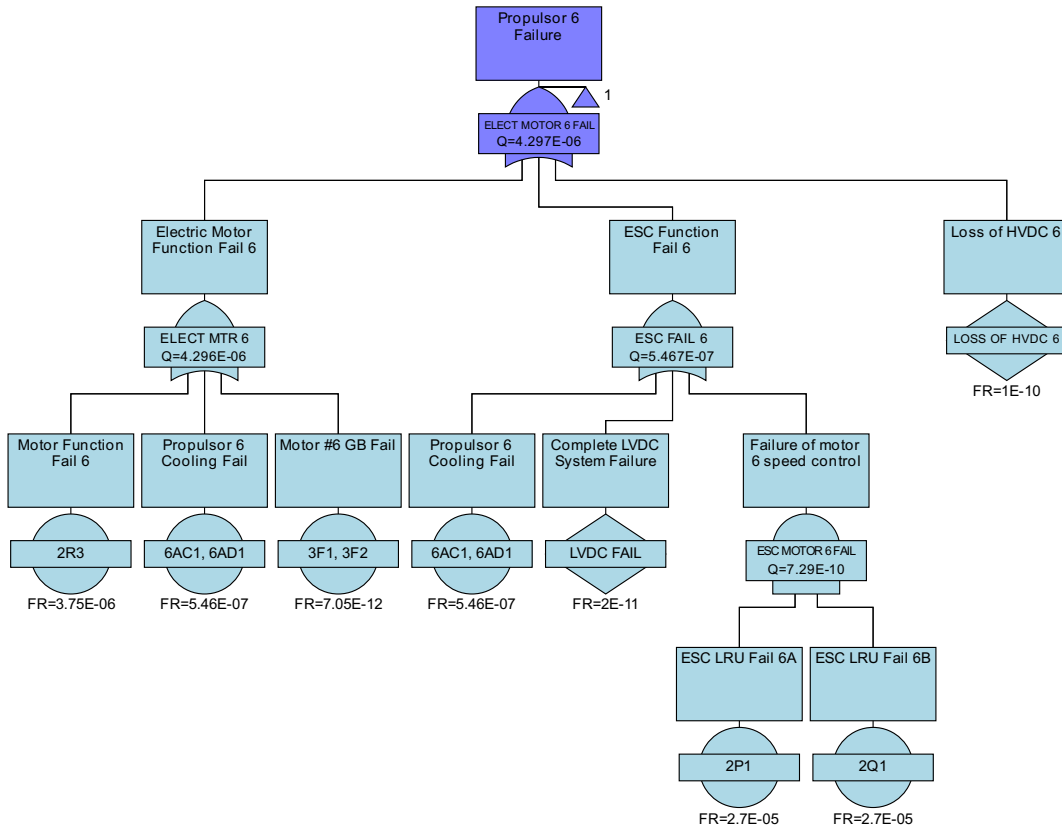 Propulsor 6
Failure
1
ELECT MOTOR 6 FAIL
Q=4.297E-06
Electric Motor
Function Fail 6
ESC Function
Fail 6
Loss of HVDC 6
ELECT MTR 6
Q=4.296E-06
ESC FAIL 6
Q=5.467E-07
LOSS OF HVDC 6
FR=1E-10
Motor Function
Fail 6
Propulsor 6
Cooling Fail
Motor #6 GB Fail
Propulsor 6
Cooling Fail
Complete LVDC
System Failure
Failure of motor
6 speed control
2R3
FR=3.75E-06
6AC1, 6AD1
FR=5.46E-07
3F1, 3F2
FR=7.05E-12
6AC1, 6AD1
FR=5.46E-07
LVDC FAIL
FR=2E-11
ESC MOTOR 6 FAIL
Q=7.29E-10
ESC LRU Fail 6A
ESC LRU Fail 6B
2P1
FR=2.7E-05
2Q1
FR=2.7E-05